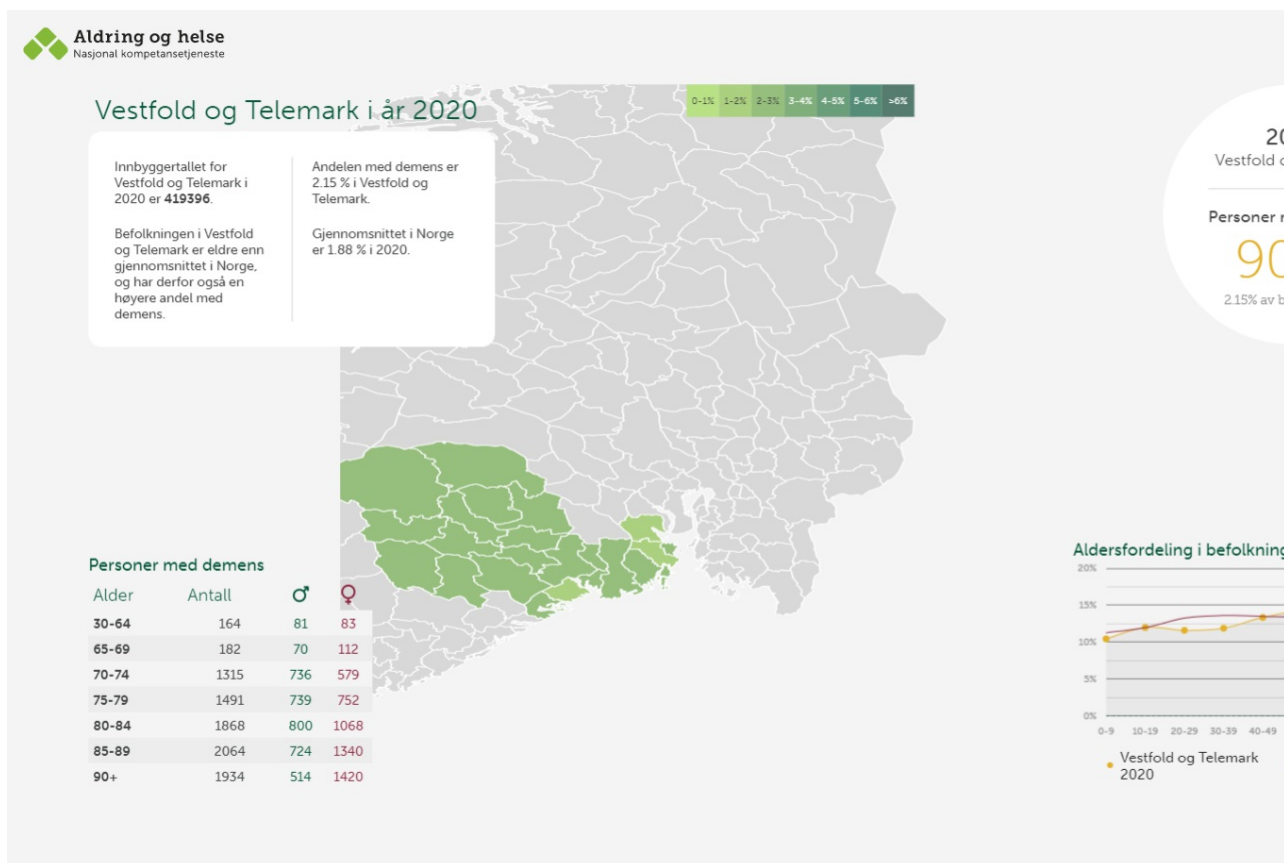 Aldring og helse
Nasjonal kompetansetjeneste
Vestfold og Telemark i år 2020
0-1% 1-2% 2-3% 3-4% 4-5% 5-6% >6%
Innbyggertallet for
Vestfold og Telemark i
2020 er 419396.
Befolkningen i Vestfold
og Telemark er eldre enn
gjennomsnittet i Norge,
og har derfor også en
høyere andel med
demens.
Andelen med demens er
2.15 % i Vestfold og
Telemark.
Gjennomsnittet i Norge
er 1.88 % i 2020.
20
Vestfold o
Personer r
90
2.15% av b
Personer med demens
Alder Antall ♂ ♀
30-64 164 81 83
65-69 182 70 112
70-74 1315 736 579
75-79 1491 739 752
80-84 1868 800 1068
85-89 2064 724 1340
90+ 1934 514 1420
Aldersfordeling i befolkning
20%
15%
10%
5%
0%
0-9 10-19 20-29 30-39 40-49
Vestfold og Telemark
2020